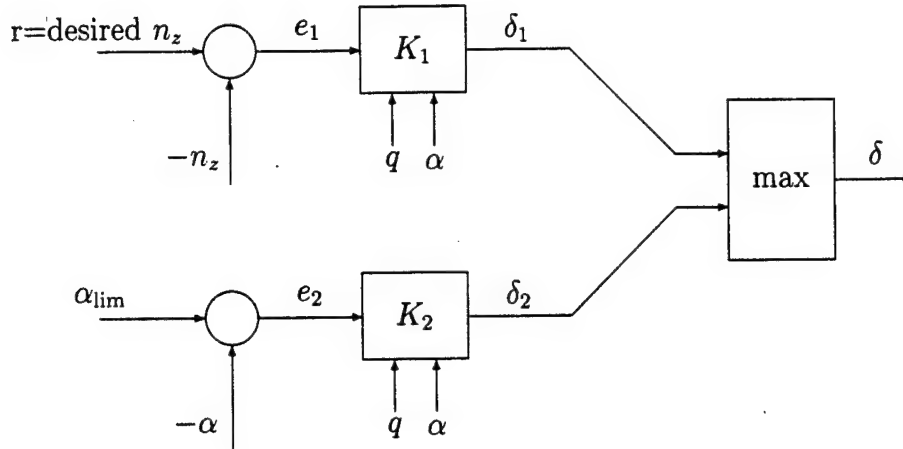 r=desired n_z
e_1
K_1
δ_1
-n_z
q
α
max
δ
α_lim
e_2
K_2
δ_2
-α
q
α